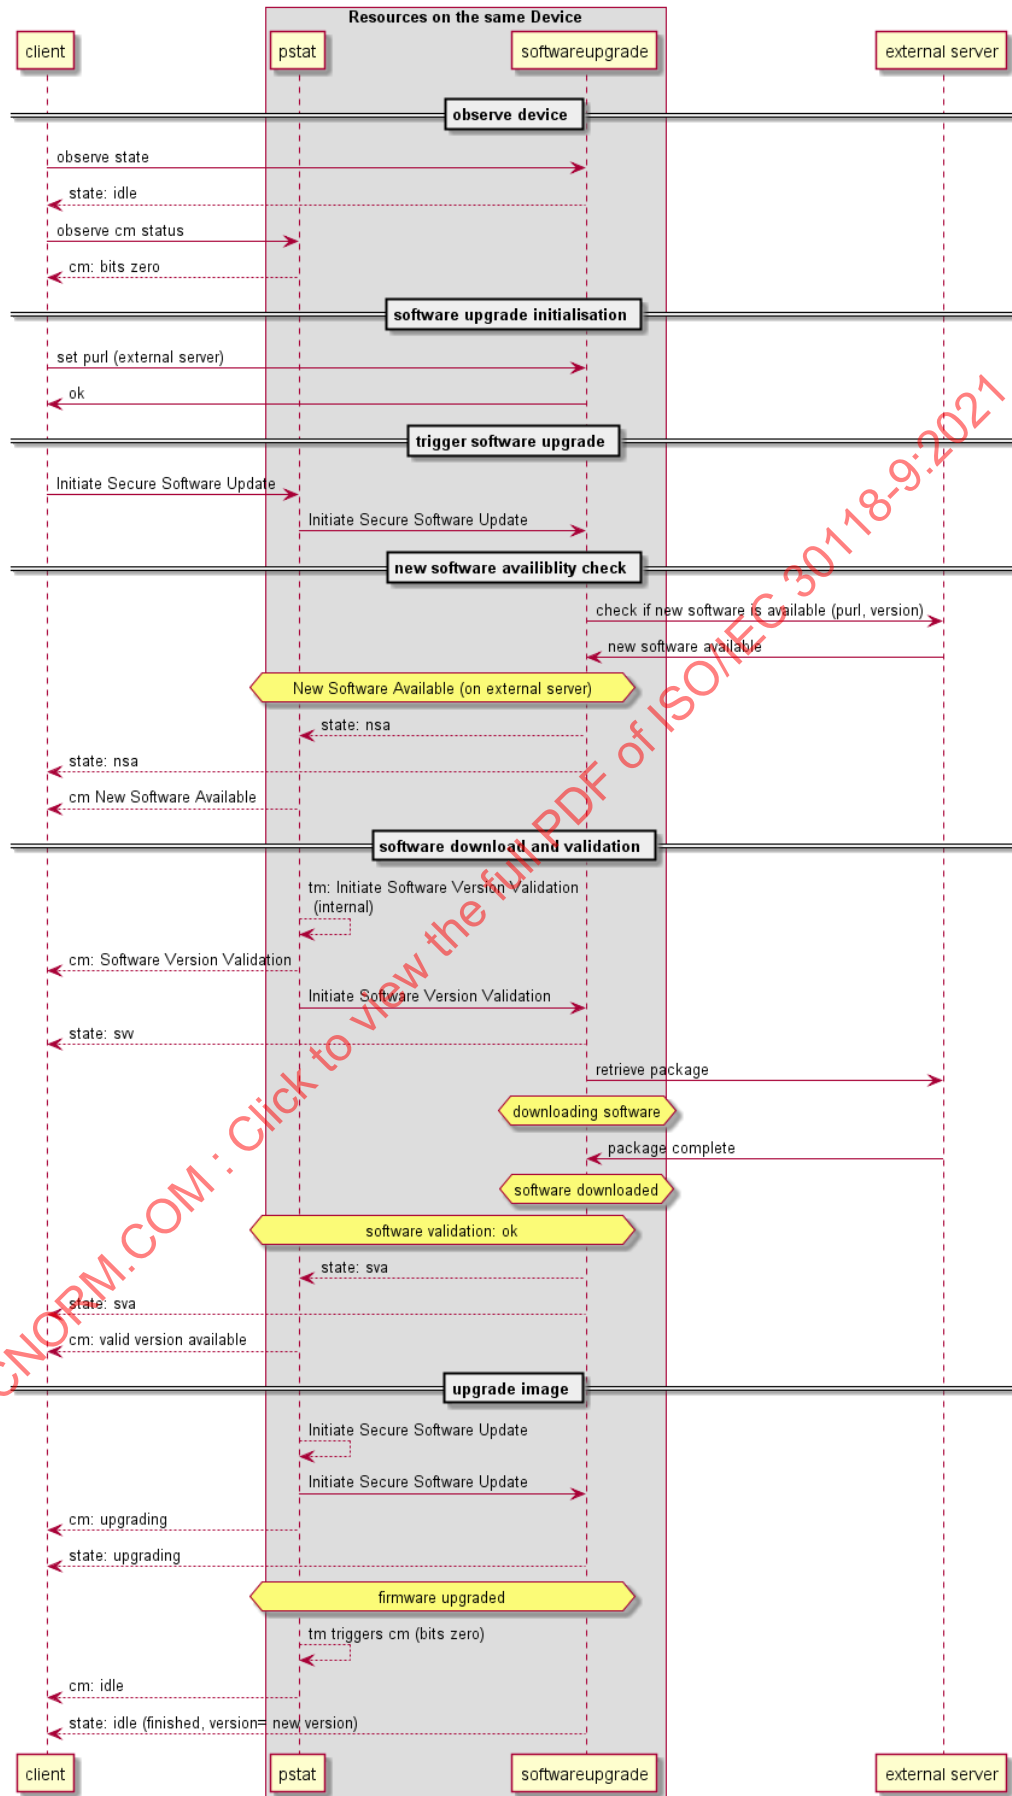 Resources on the same Device
client
pstat
softwareupgrade
external server
observe device
observe state
state: idle
observe cm status
cm: bits zero
software upgrade initialisation
set purl (external server)
ok
trigger software upgrade
Initiate Secure Software Update
Initiate Secure Software Update
new software availiblity check
check if new software is available (purl, version)
new software available
New Software Available (on external server)
state: nsa
state: nsa
cm New Software Available
software download and validation
tm: Initiate Software Version Validation
(internal)
cm: Software Version Validation
Initiate Software Version Validation
state: svv
retrieve package
downloading software
package complete
software downloaded
software validation: ok
state: sva
state: sva
cm: valid version available
upgrade image
Initiate Secure Software Update
Initiate Secure Software Update
cm: upgrading
state: upgrading
firmware upgraded
tm triggers cm (bits zero)
cm: idle
state: idle (finished, version= new version)
client
pstat
softwareupgrade
external server
CNORM.COM : Click to view the full PDF of ISO/IEC 30118-9:2021